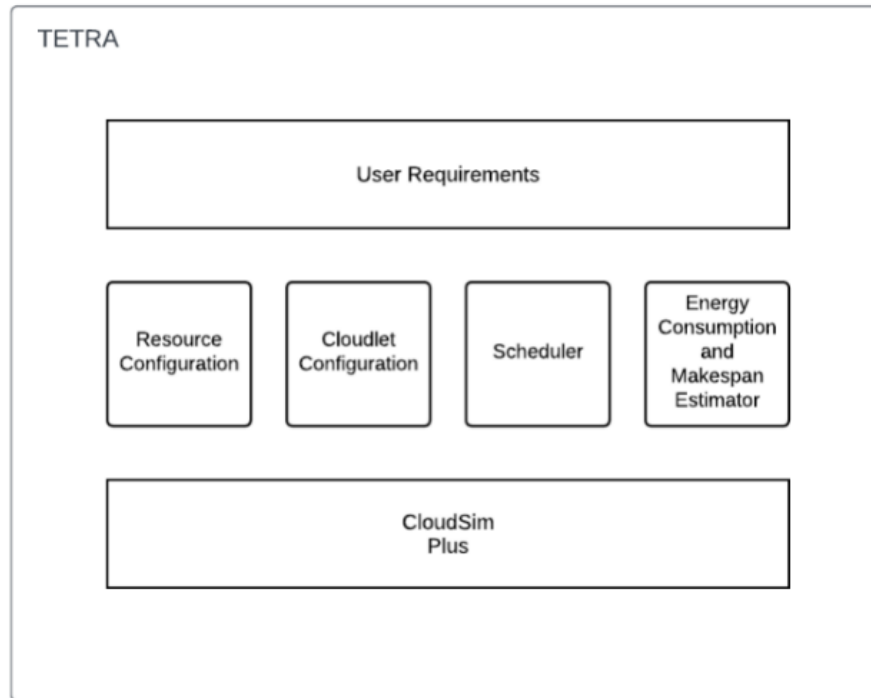 TETRA
User Requirements
Resource
Configuration
Cloudlet
Configuration
Scheduler
Energy
Consumption
and
Makespan
Estimator
CloudSim
Plus